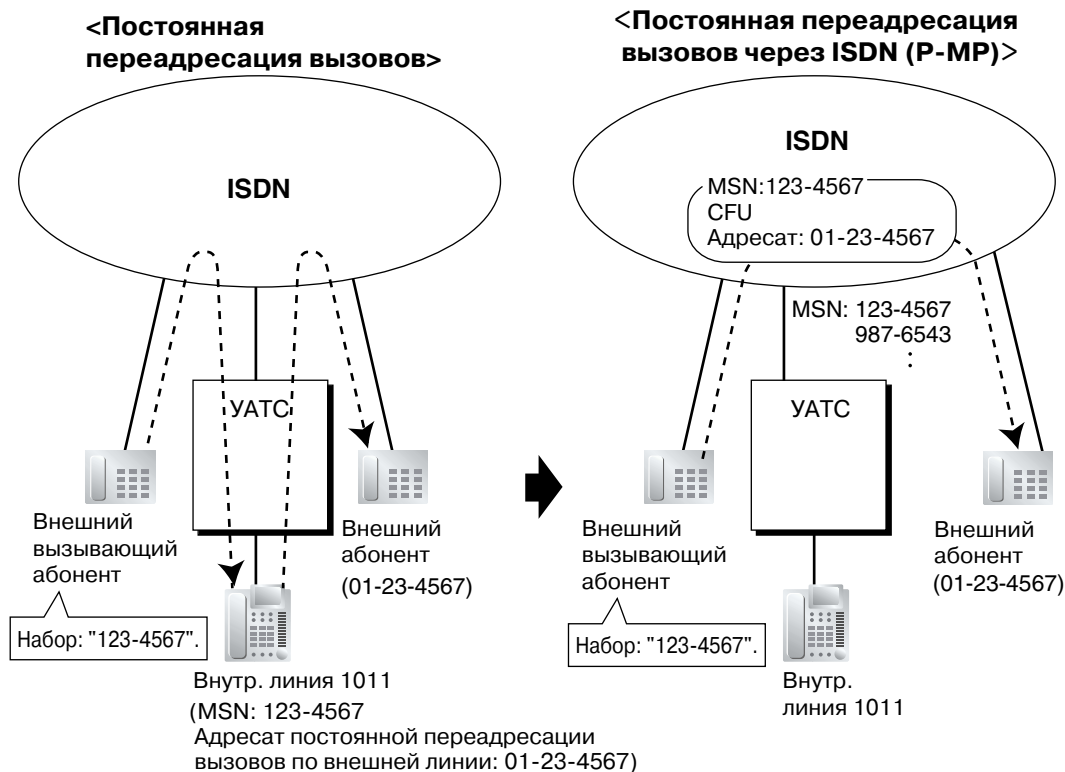 <Постоянная
переадресация вызовов>
ISDN
УАТС
Внешний
вызывающий
абонент
Набор: "123-4567".
Внешний
абонент
(01-23-4567)
Внутр. линия 1011
(MSN: 123-4567
Адресат постоянной переадресации
вызовов по внешней линии: 01-23-4567)
<Постоянная переадресация
вызовов через ISDN (P-MP)>
ISDN
MSN:123-4567
CFU
Адресат: 01-23-4567
MSN: 123-4567
987-6543
:
УАТС
Внешний
вызывающий
абонент
Набор: "123-4567".
Внешний
абонент
(01-23-4567)
Внутр.
линия 1011